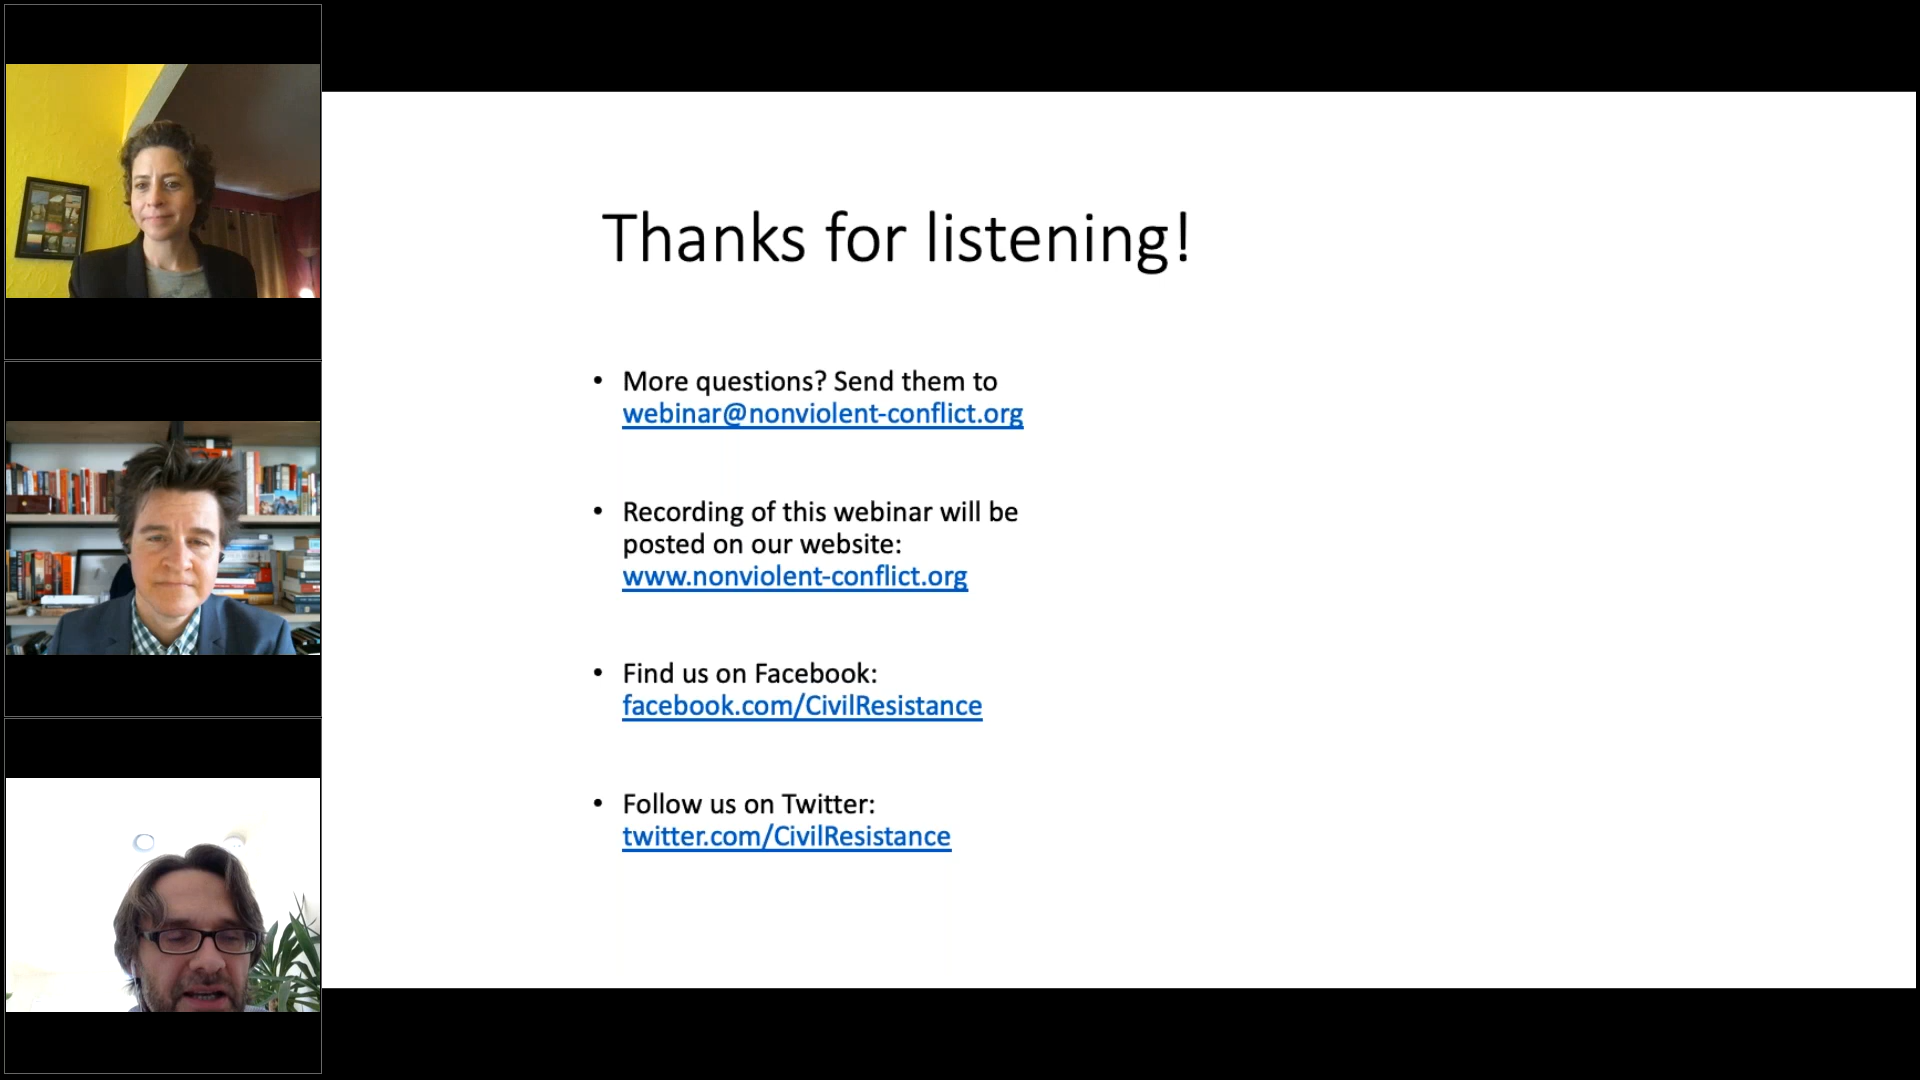 Thanks for listening!
• More questions? Send them to
webinar@nonviolent-conflict.org
• Recording of this webinar will be
posted on our website:
www.nonviolent-conflict.org
• Find us on Facebook:
facebook.com/CivilResistance
• Follow us on Twitter:
twitter.com/CivilResistance